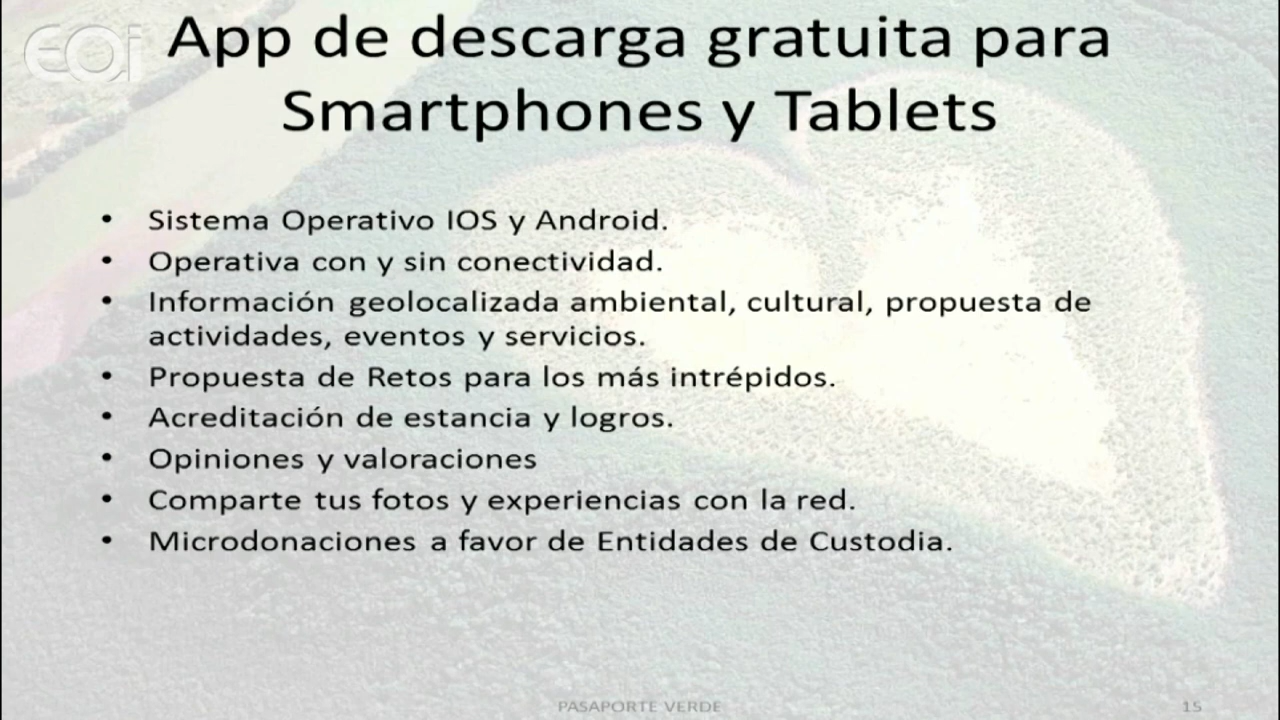 EOi
App de descarga gratuita para
Smartphones y Tablets
• Sistema Operativo IOS y Android.
• Operativa con y sin conectividad.
• Información geolocalizada ambiental, cultural, propuesta de
actividades, eventos y servicios.
• Propuesta de Retos para los más intrépidos.
• Acreditación de estancia y logros.
• Opiniones y valoraciones
• Comparte tus fotos y experiencias con la red.
• Microdonaciones a favor de Entidades de Custodia.
PASAPORTE VERDE
15